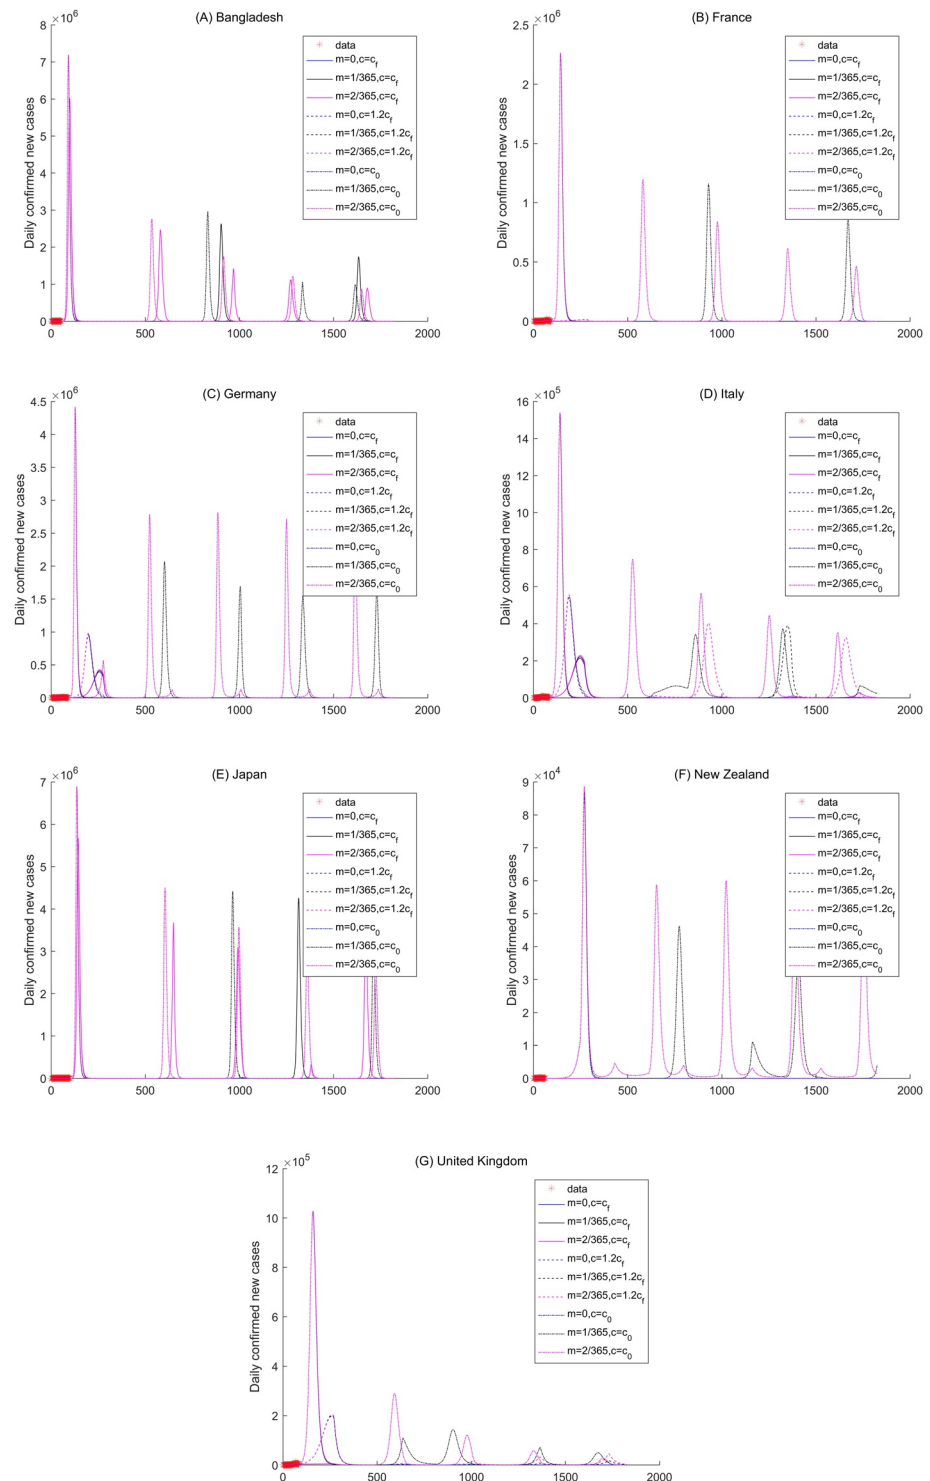 (A) Bangladesh
×10⁶
8
7
6
5
4
3
2
1
0
Daily confirmed new cases
0 500 1000 1500 2000
data
m=0,c=c_f
m=1/365,c=c_f
m=2/365,c=c_f
m=0,c=1.2c_f
m=1/365,c=1.2c_f
m=2/365,c=1.2c_f
m=0,c=c_0
m=1/365,c=c_0
m=2/365,c=c_0
(B) France
×10⁶
2.5
2
1.5
1
0.5
0
Daily confirmed new cases
0 500 1000 1500 2000
data
m=0,c=c_f
m=1/365,c=c_f
m=2/365,c=c_f
m=0,c=1.2c_f
m=1/365,c=1.2c_f
m=2/365,c=1.2c_f
m=0,c=c_0
m=1/365,c=c_0
m=2/365,c=c_0
(C) Germany
×10⁶
4.5
4
3.5
3
2.5
2
1.5
1
0.5
0
Daily confirmed new cases
0 500 1000 1500 2000
data
m=0,c=c_f
m=1/365,c=c_f
m=2/365,c=c_f
m=0,c=1.2c_f
m=1/365,c=1.2c_f
m=2/365,c=1.2c_f
m=0,c=c_0
m=1/365,c=c_0
m=2/365,c=c_0
(D) Italy
×10⁵
16
14
12
10
8
6
4
2
0
Daily confirmed new cases
0 500 1000 1500 2000
data
m=0,c=c_f
m=1/365,c=c_f
m=2/365,c=c_f
m=0,c=1.2c_f
m=1/365,c=1.2c_f
m=2/365,c=1.2c_f
m=0,c=c_0
m=1/365,c=c_0
m=2/365,c=c_0
(E) Japan
×10⁶
7
6
5
4
3
2
1
0
Daily confirmed new cases
0 500 1000 1500 2000
data
m=0,c=c_f
m=1/365,c=c_f
m=2/365,c=c_f
m=0,c=1.2c_f
m=1/365,c=1.2c_f
m=2/365,c=1.2c_f
m=0,c=c_0
m=1/365,c=c_0
m=2/365,c=c_0
(F) New Zealand
×10⁴
9
8
7
6
5
4
3
2
1
0
Daily confirmed new cases
0 500 1000 1500 2000
data
m=0,c=c_f
m=1/365,c=c_f
m=2/365,c=c_f
m=0,c=1.2c_f
m=1/365,c=1.2c_f
m=2/365,c=1.2c_f
m=0,c=c_0
m=1/365,c=c_0
m=2/365,c=c_0
(G) United Kingdom
×10⁵
12
10
8
6
4
2
0
Daily confirmed new cases
0 500 1000 1500 2000
data
m=0,c=c_f
m=1/365,c=c_f
m=2/365,c=c_f
m=0,c=1.2c_f
m=1/365,c=1.2c_f
m=2/365,c=1.2c_f
m=0,c=c_0
m=1/365,c=c_0
m=2/365,c=c_0